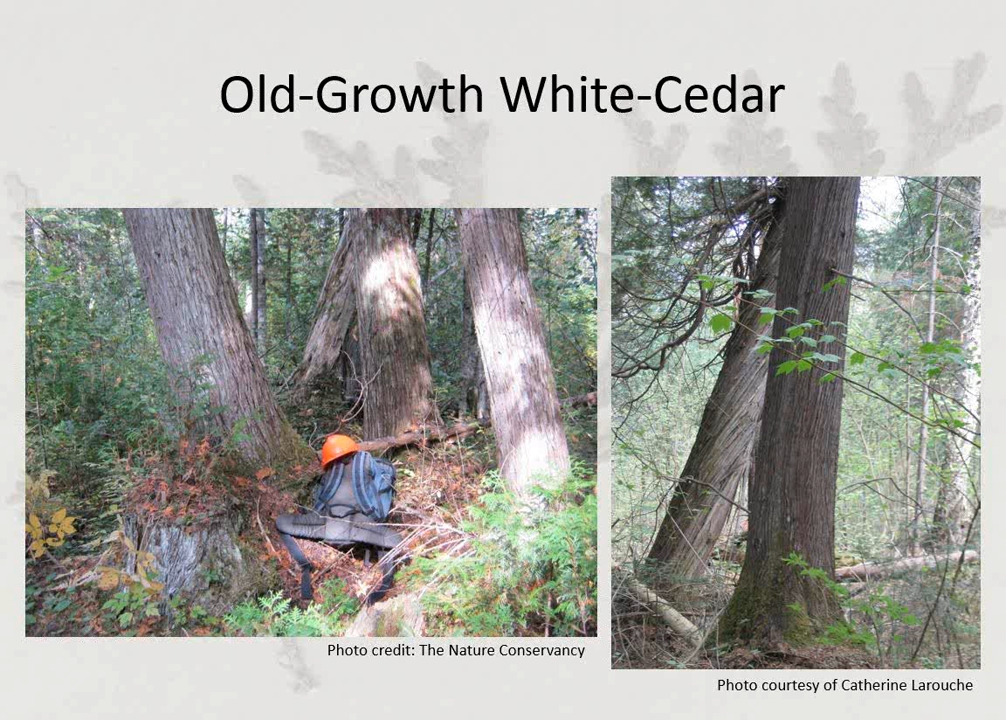 Old-Growth White-Cedar
Photo credit: The Nature Conservancy
Photo courtesy of Catherine Larouche